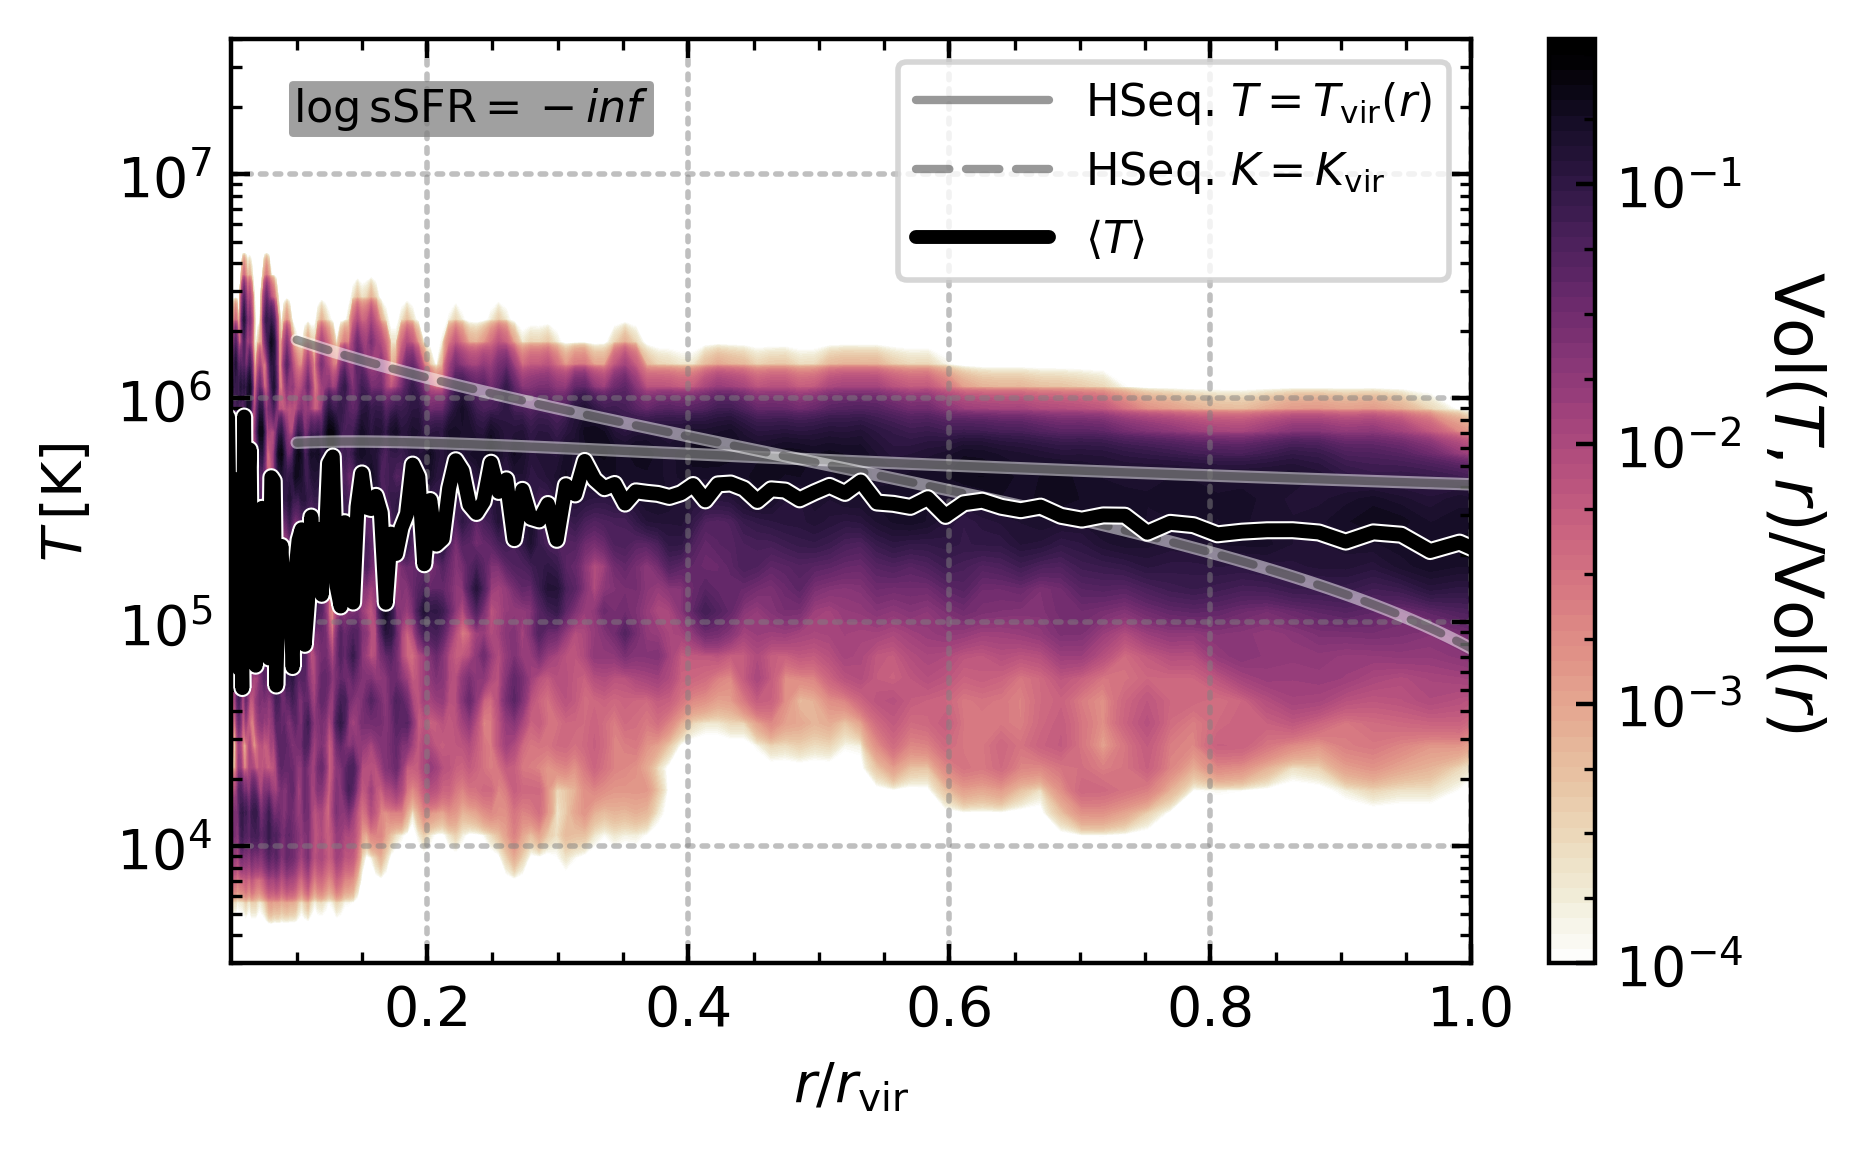 log sSFR = −inf
HSeq. T = T_vir(r)
HSeq. K = K_vir
⟨T⟩
T [K]
10^7
10^6
10^5
10^4
0.2 0.4 0.6 0.8 1.0
r/r_vir
10^−1
10^−2
10^−3
10^−4
Vol(T, r)/Vol(r)